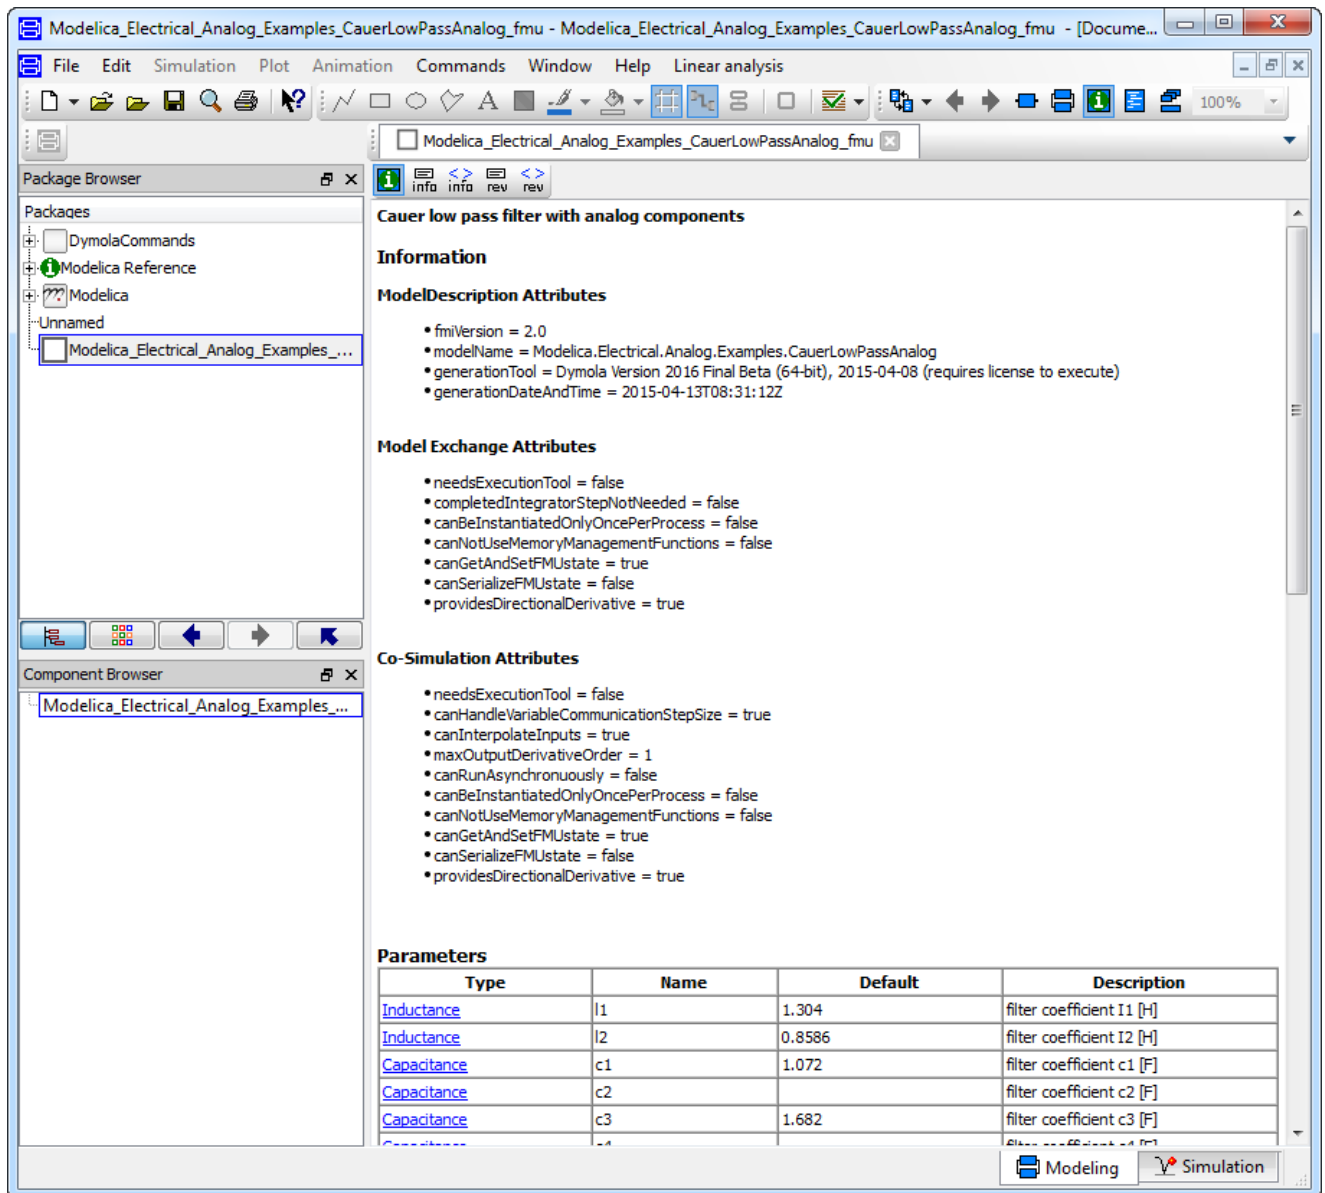 Modelica_Electrical_Analog_Examples_CauerLowPassAnalog_fmu - Modelica_Electrical_Analog_Examples_CauerLowPassAnalog_fmu - [Docume...
File Edit Simulation Plot Animation Commands Window Help Linear analysis
A 100%
Modelica_Electrical_Analog_Examples_CauerLowPassAnalog_fmu
Package Browser
info info rev rev
Packages
DymolaCommands
Modelica Reference
Modelica
Unnamed
Modelica_Electrical_Analog_Examples_...
Component Browser
Modelica_Electrical_Analog_Examples_...
Cauer low pass filter with analog components
Information
ModelDescription Attributes
• fmiVersion = 2.0
• modelName = Modelica.Electrical.Analog.Examples.CauerLowPassAnalog
• generationTool = Dymola Version 2016 Final Beta (64-bit), 2015-04-08 (requires license to execute)
• generationDateAndTime = 2015-04-13T08:31:12Z
Model Exchange Attributes
• needsExecutionTool = false
• completedIntegratorStepNotNeeded = false
• canBeInstantiatedOnlyOncePerProcess = false
• canNotUseMemoryManagementFunctions = false
• canGetAndSetFMUstate = true
• canSerializeFMUstate = false
• providesDirectionalDerivative = true
Co-Simulation Attributes
• needsExecutionTool = false
• canHandleVariableCommunicationStepSize = true
• canInterpolateInputs = true
• maxOutputDerivativeOrder = 1
• canRunAsynchronuously = false
• canBeInstantiatedOnlyOncePerProcess = false
• canNotUseMemoryManagementFunctions = false
• canGetAndSetFMUstate = true
• canSerializeFMUstate = false
• providesDirectionalDerivative = true
Parameters
Type Name Default Description
Inductance l1 1.304 filter coefficient I1 [H]
Inductance l2 0.8586 filter coefficient I2 [H]
Capacitance c1 1.072 filter coefficient c1 [F]
Capacitance c2 filter coefficient c2 [F]
Capacitance c3 1.682 filter coefficient c3 [F]
Modeling Simulation